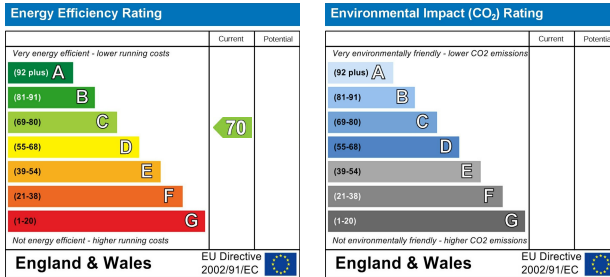 Energy Efficiency Rating
Current Potential
Very energy efficient - lower running costs
(92 plus) A
(81-91) B
(69-80) C
70
(55-68) D
(39-54) E
(21-38) F
(1-20) G
Not energy efficient - higher running costs
England & Wales
EU Directive
2002/91/EC
Environmental Impact (CO2) Rating
Current Potential
Very environmentally friendly - lower CO2 emissions
(92 plus) A
(81-91) B
(69-80) C
(55-68) D
(39-54) E
(21-38) F
(1-20) G
Not environmentally friendly - higher CO2 emissions
England & Wales
EU Directive
2002/91/EC